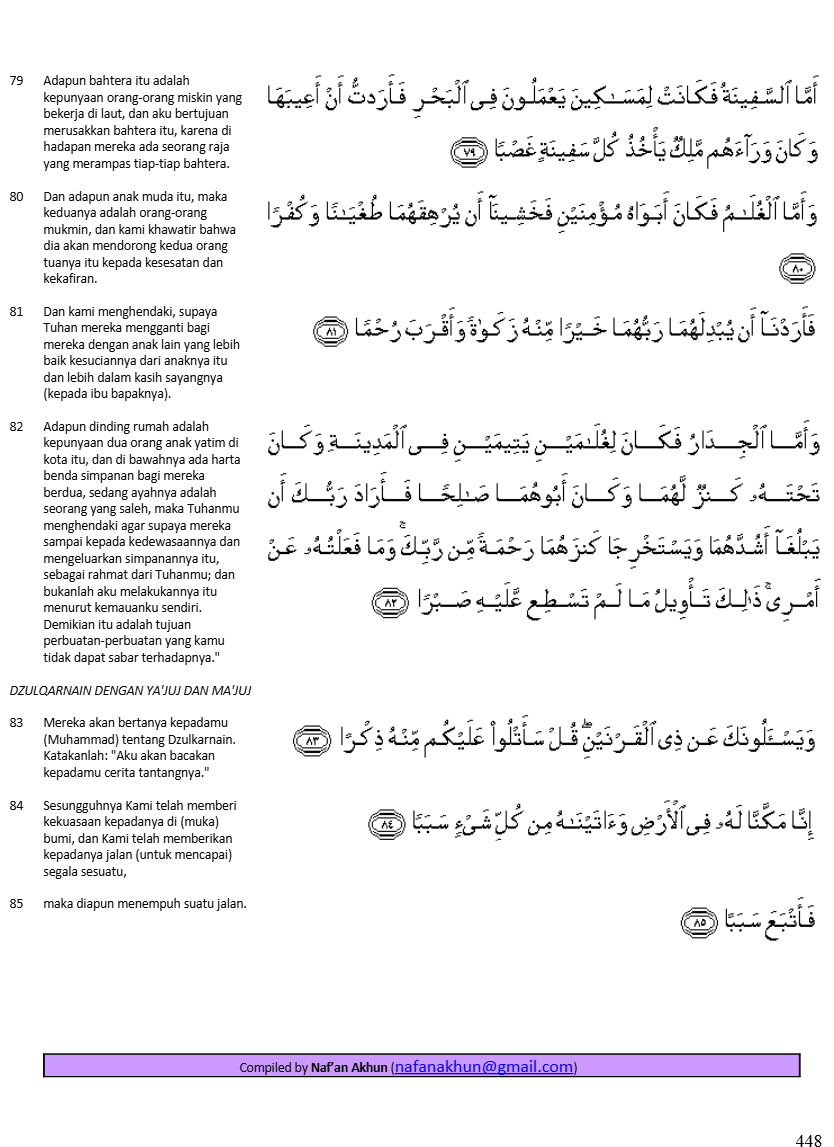 79 Adapun bahtera itu adalah
kepunyaan orang-orang miskin yang
bekerja di laut, dan aku bertujuan
merusakkan bahtera itu, karena di
hadapan mereka ada seorang raja
yang merampas tiap-tiap bahtera.
أَمَّا ٱلسَّفِينَةُ فَكَانَتْ لِمَسَـٰكِينَ يَعْمَلُونَ فِى ٱلْبَحْرِ فَأَرَدتُّ أَنْ أَعِيبَهَا
وَكَانَ وَرَآءَهُم مَّلِكٌ يَأْخُذُ كُلَّ سَفِينَةٍ غَصْبًا ٧٩
80 Dan adapun anak muda itu, maka
keduanya adalah orang-orang
mukmin, dan kami khawatir bahwa
dia akan mendorong kedua orang
tuanya itu kepada kesesatan dan
kekafiran.
وَأَمَّا ٱلْغُلَـٰمُ فَكَانَ أَبَوَاهُ مُؤْمِنَيْنِ فَخَشِينَآ أَن يُرْهِقَهُمَا طُغْيَـٰنًا وَكُفْرًا
٨٠
81 Dan kami menghendaki, supaya
Tuhan mereka mengganti bagi
mereka dengan anak lain yang lebih
baik kesuciannya dari anaknya itu
dan lebih dalam kasih sayangnya
(kepada ibu bapaknya).
فَأَرَدْنَآ أَن يُبْدِلَهُمَا رَبُّهُمَا خَيْرًا مِّنْهُ زَكَوٰةً وَأَقْرَبَ رُحْمًا ٨١
82 Adapun dinding rumah adalah
kepunyaan dua orang anak yatim di
kota itu, dan di bawahnya ada harta
benda simpanan bagi mereka
berdua, sedang ayahnya adalah
seorang yang saleh, maka Tuhanmu
menghendaki agar supaya mereka
sampai kepada kedewasaannya dan
mengeluarkan simpanannya itu,
sebagai rahmat dari Tuhanmu; dan
bukanlah aku melakukannya itu
menurut kemauanku sendiri.
Demikian itu adalah tujuan
perbuatan-perbuatan yang kamu
tidak dapat sabar terhadapnya."
وَأَمَّا ٱلْجِدَارُ فَكَانَ لِغُلَـٰمَيْنِ يَتِيمَيْنِ فِى ٱلْمَدِينَةِ وَكَانَ
تَحْتَهُۥ كَنزٌ لَّهُمَا وَكَانَ أَبُوهُمَا صَـٰلِحًا فَأَرَادَ رَبُّكَ أَن
يَبْلُغَآ أَشُدَّهُمَا وَيَسْتَخْرِجَا كَنزَهُمَا رَحْمَةً مِّن رَّبِّكَ ۚ وَمَا فَعَلْتُهُۥ عَنْ
أَمْرِى ۚ ذَٰلِكَ تَأْوِيلُ مَا لَمْ تَسْطِع عَّلَيْهِ صَبْرًا ٨٢
DZULQARNAIN DENGAN YA'JUJ DAN MA'JUJ
83 Mereka akan bertanya kepadamu
(Muhammad) tentang Dzulkarnain.
Katakanlah: "Aku akan bacakan
kepadamu cerita tantangnya."
وَيَسْـَٔلُونَكَ عَن ذِى ٱلْقَرْنَيْنِ ۖ قُلْ سَأَتْلُوا۟ عَلَيْكُم مِّنْهُ ذِكْرًا ٨٣
84 Sesungguhnya Kami telah memberi
kekuasaan kepadanya di (muka)
bumi, dan Kami telah memberikan
kepadanya jalan (untuk mencapai)
segala sesuatu,
إِنَّا مَكَّنَّا لَهُۥ فِى ٱلْأَرْضِ وَءَاتَيْنَـٰهُ مِن كُلِّ شَىْءٍ سَبَبًا ٨٤
85 maka diapun menempuh suatu jalan.
فَأَتْبَعَ سَبَبًا ٨٥
Compiled by Naf’an Akhun (nafanakhun@gmail.com)
448